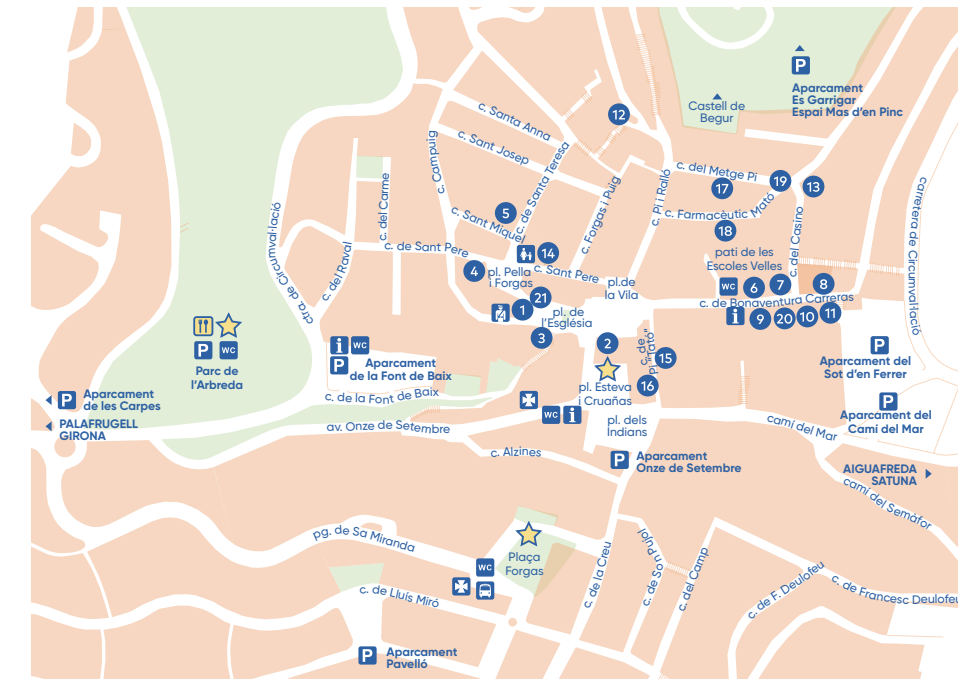 P
Aparcament
Es Garrigar
Espai Mas d'en Pinc
Castell de
Begur
12
c. Santa Anna
c. Sant Josep
c. Campuig
c. de Santa Teresa
c. del Metge Pi
17
19
13
c. Farmacèutic Mató
18
c. Pi i Ralló
c. Forgas i Puig
c. del Casino
carretera de Circumval·lació
5
c. Sant Miquel
c. del Carme
c. de Sant Pere
14
c. Sant Pere
4
pl. Pella
i Forgas
pati de les
Escoles Velles
ctra. de Circumval·lació
c. del Raval
WC
6
7
8
pl.de
la Vila
21
1
c. de Bonaventura Carreras
i
9
20
10
11
pl. de
l'Església
3
2
c. de
pl "Tató"
15
16
pl. Esteva
i Cruañas
P
WC
Parc de
l'Arbreda
i
WC
P
Aparcament
de la Font de Baix
c. de la Font de Baix
P
Aparcament del
Sot d'en Ferrer
P
Aparcament del
Camí del Mar
P
Aparcament
de les Carpes
PALAFRUGELL
GIRONA
av. Onze de Setembre
WC
i
pl. dels
Indians
camí del Mar
c. Alzines
P
Aparcament
Onze de Setembre
AIGUAFREDA
SATUNA
camí del Semàfor
pg. de Sa Miranda
Plaça
Forgas
WC
c. de Lluís Miró
c. de la Creu
c. de Son Pujol
c. del Camp
c. de F. Deulofeu
c. de Francesc Deulofeu
P
Aparcament
Pavelló